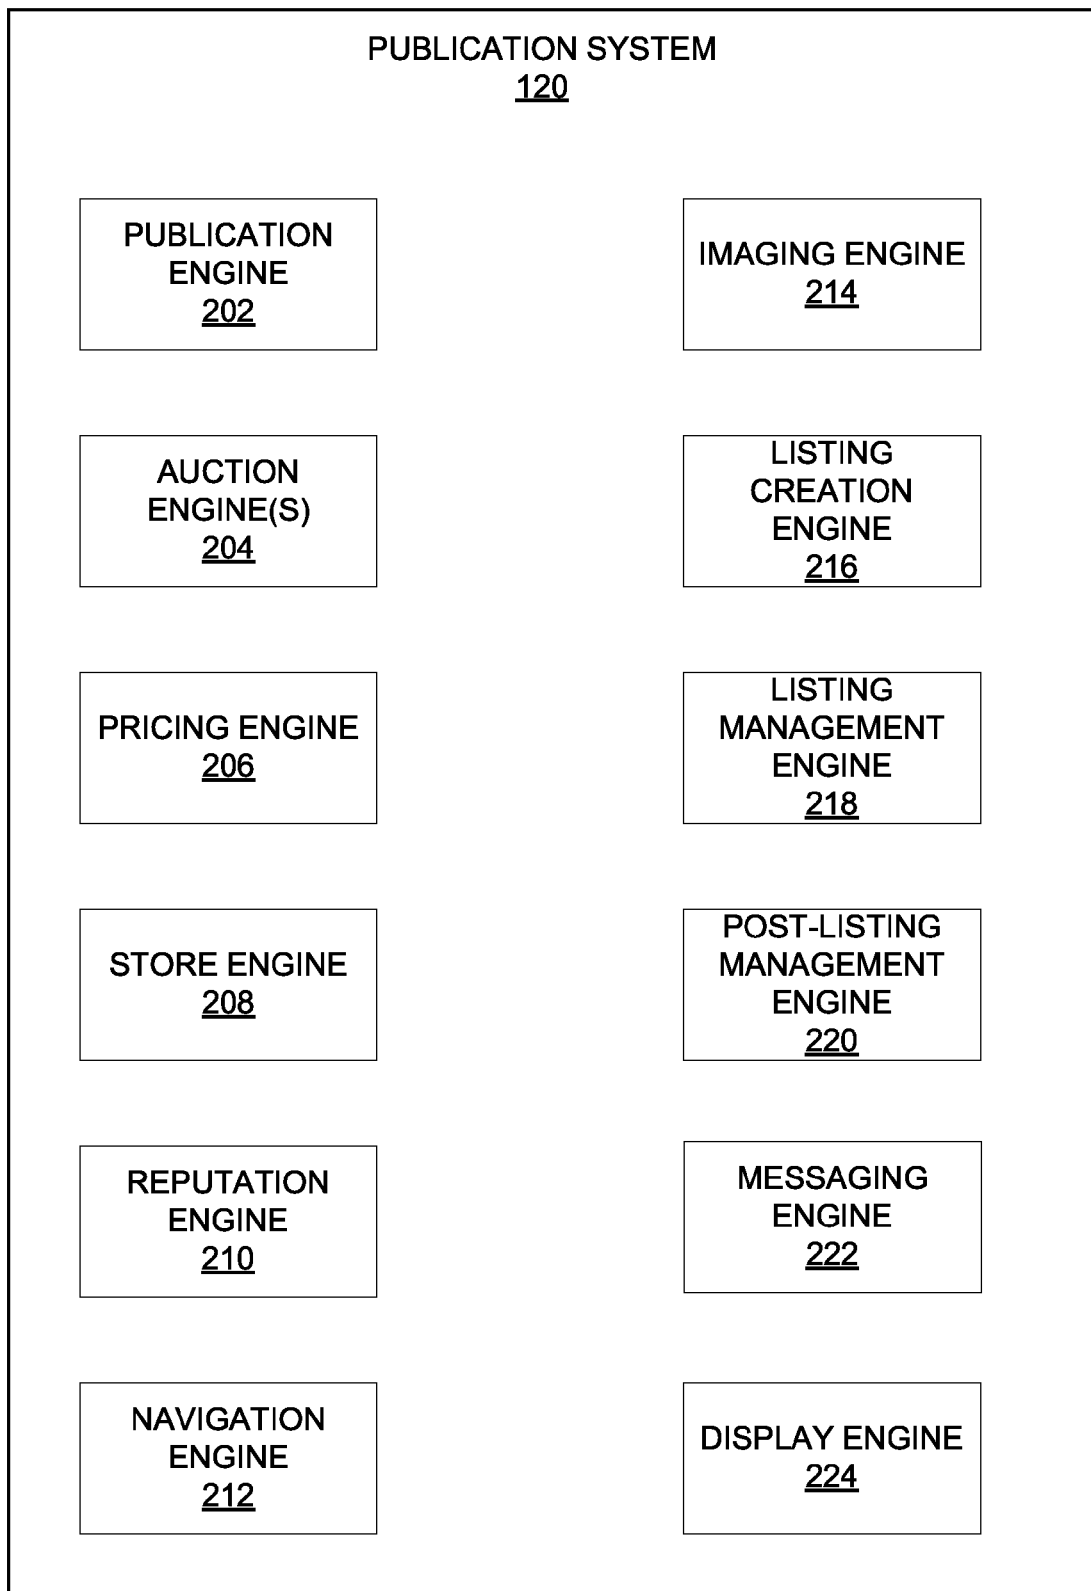 PUBLICATION SYSTEM
120
PUBLICATION
ENGINE
202
AUCTION
ENGINE(S)
204
PRICING ENGINE
206
STORE ENGINE
208
REPUTATION
ENGINE
210
NAVIGATION
ENGINE
212
IMAGING ENGINE
214
LISTING
CREATION
ENGINE
216
LISTING
MANAGEMENT
ENGINE
218
POST-LISTING
MANAGEMENT
ENGINE
220
MESSAGING
ENGINE
222
DISPLAY ENGINE
224